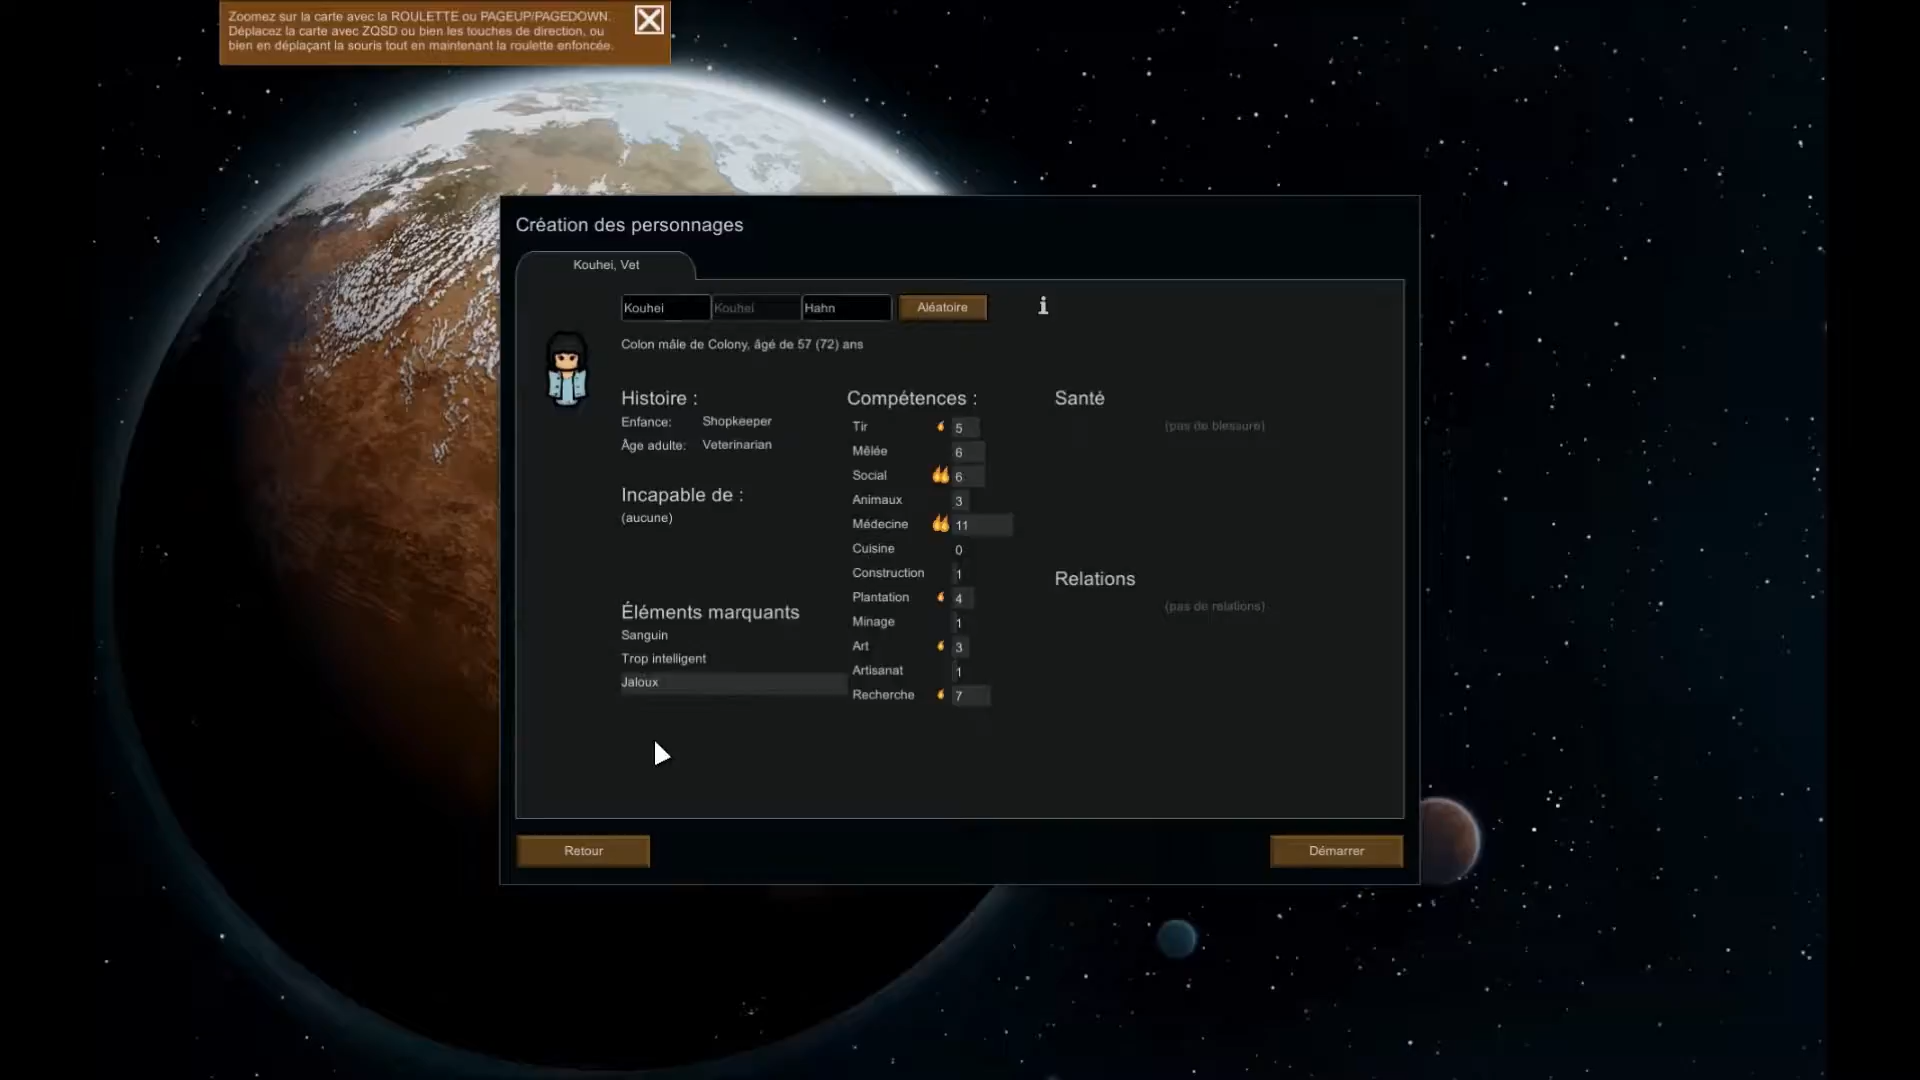 Zoomez sur la carte avec la ROULETTE ou PAGEUP/PAGEDOWN.
Déplacez la carte avec ZQSD ou bien les touches de direction, ou
bien en déplaçant la souris tout en maintenant la roulette enfoncée.
Création des personnages
Kouhei, Vet
Kouhei Kouhei Hahn Aléatoire
Colon mâle de Colony, âgé de 57 (72) ans
Histoire :
Enfance: Shopkeeper
Âge adulte: Veterinarian
Incapable de :
(aucune)
Éléments marquants
Sanguin
Trop intelligent
Jaloux
Compétences :
Tir 5
Mêlée 6
Social 6
Animaux 3
Médecine 11
Cuisine 0
Construction 1
Plantation 4
Minage 1
Art 3
Artisanat 1
Recherche 7
Santé
(pas de blessure)
Relations
(pas de relations)
Retour
Démarrer